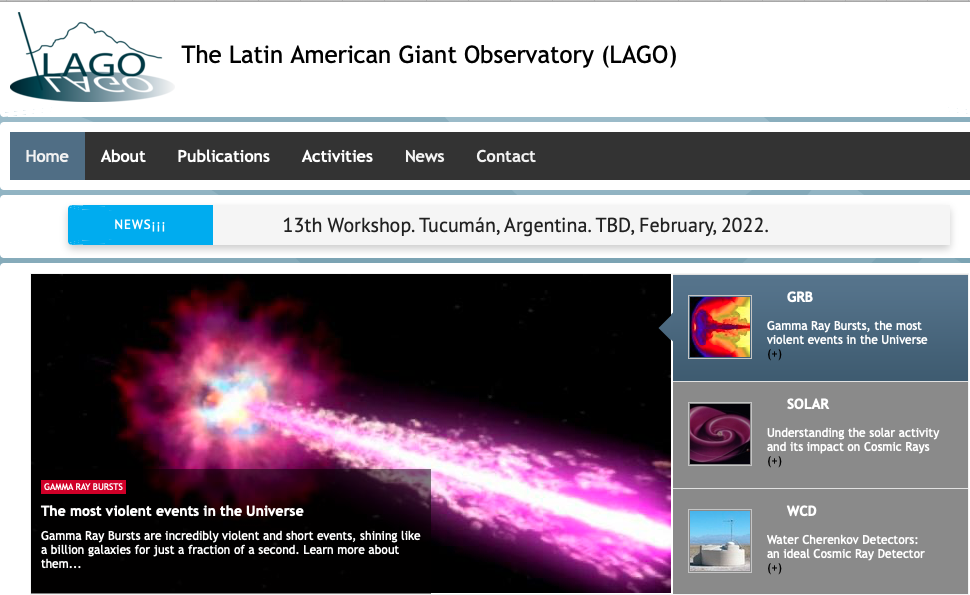 LAGO
The Latin American Giant Observatory (LAGO)
Home About Publications Activities News Contact
NEWS¡¡¡
13th Workshop. Tucumán, Argentina. TBD, February, 2022.
GAMMA RAY BURSTS
The most violent events in the Universe
Gamma Ray Bursts are incredibly violent and short events, shining like
a billion galaxies for just a fraction of a second. Learn more about
them...
GRB
Gamma Ray Bursts, the most
violent events in the Universe
(+)
SOLAR
Understanding the solar activity
and its impact on Cosmic Rays
(+)
WCD
Water Cherenkov Detectors:
an ideal Cosmic Ray Detector
(+)